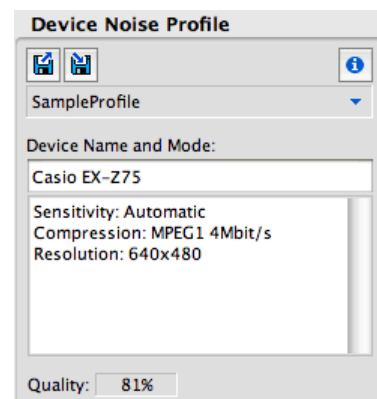 Device Noise Profile
SampleProfile
Device Name and Mode:
Casio EX-Z75
Sensitivity: Automatic
Compression: MPEG1 4Mbit/s
Resolution: 640x480
Quality: 81%